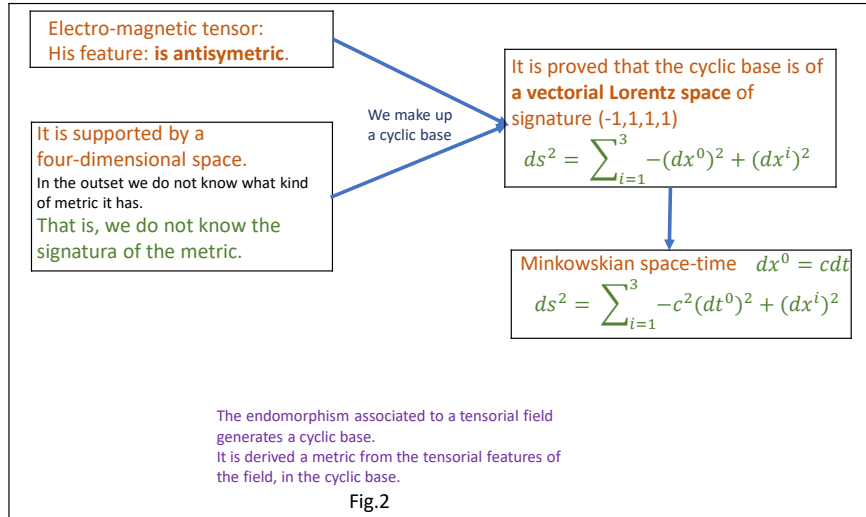 Electro-magnetic tensor:
His feature: is antisymetric.
It is supported by a
four-dimensional space.
In the outset we do not know what kind
of metric it has.
That is, we do not know the
signatura of the metric.
We make up
a cyclic base
It is proved that the cyclic base is of
a vectorial Lorentz space of
signature (-1,1,1,1)
ds² = ∑³ᵢ₌₁ −(dx⁰)² + (dxⁱ)²
Minkowskian space-time dx⁰ = cdt
ds² = ∑³ᵢ₌₁ −c²(dt⁰)² + (dxⁱ)²
The endomorphism associated to a tensorial field
generates a cyclic base.
It is derived a metric from the tensorial features of
the field, in the cyclic base.
Fig.2